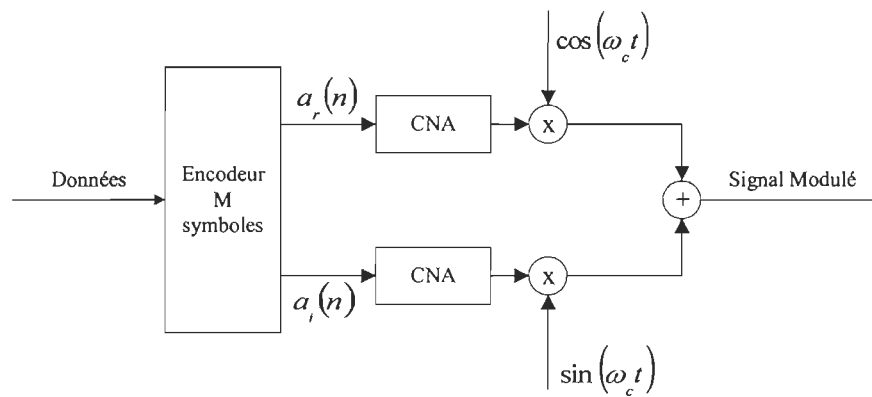 cos(ω_c t)
a_r(n)
CNA
x
Données
Encodeur
M
symboles
Signal Modulé
+
a_i(n)
CNA
x
sin(ω_c t)